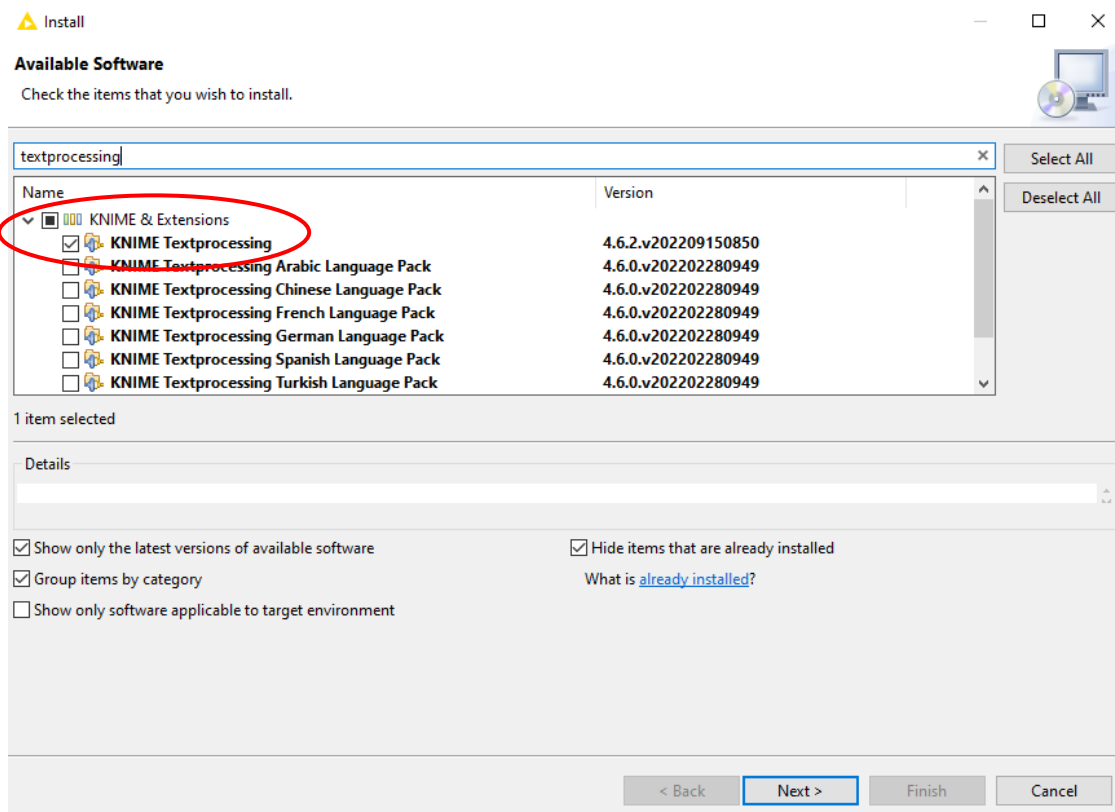 Install
Available Software
Check the items that you wish to install.
textprocessing
Select All
Name Version
Deselect All
KNIME & Extensions
KNIME Textprocessing 4.6.2.v202209150850
KNIME Textprocessing Arabic Language Pack 4.6.0.v202202280949
KNIME Textprocessing Chinese Language Pack 4.6.0.v202202280949
KNIME Textprocessing French Language Pack 4.6.0.v202202280949
KNIME Textprocessing German Language Pack 4.6.0.v202202280949
KNIME Textprocessing Spanish Language Pack 4.6.0.v202202280949
KNIME Textprocessing Turkish Language Pack 4.6.0.v202202280949
1 item selected
Details
Show only the latest versions of available software Hide items that are already installed
Group items by category What is already installed?
Show only software applicable to target environment
< Back Next > Finish Cancel